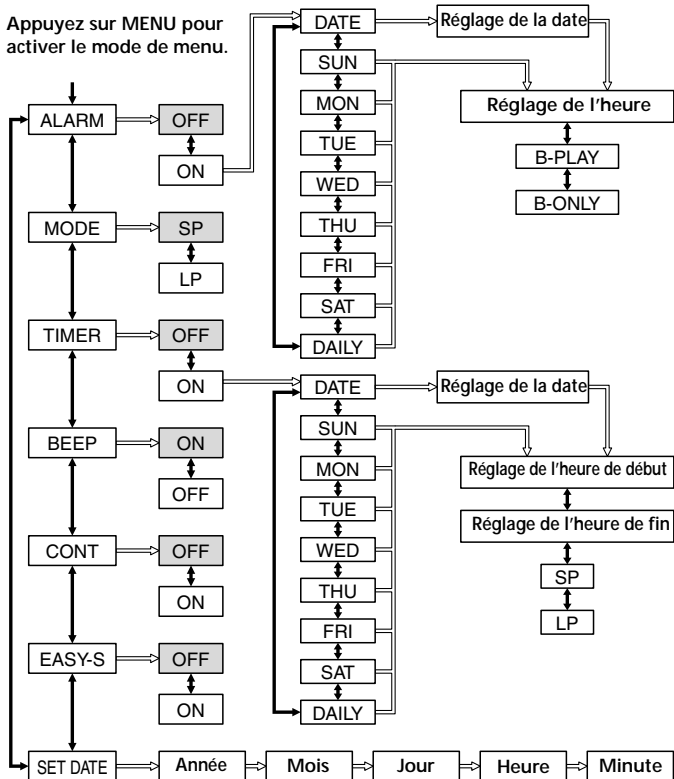 Appuyez sur MENU pour
activer le mode de menu.
ALARM
OFF
ON
MODE
SP
LP
TIMER
OFF
ON
BEEP
ON
OFF
CONT
OFF
ON
EASY-S
OFF
ON
SET DATE
Année
Mois
Jour
Heure
Minute
DATE
SUN
MON
TUE
WED
THU
FRI
SAT
DAILY
Réglage de la date
Réglage de l'heure
B-PLAY
B-ONLY
DATE
SUN
MON
TUE
WED
THU
FRI
SAT
DAILY
Réglage de la date
Réglage de l'heure de début
Réglage de l'heure de fin
SP
LP